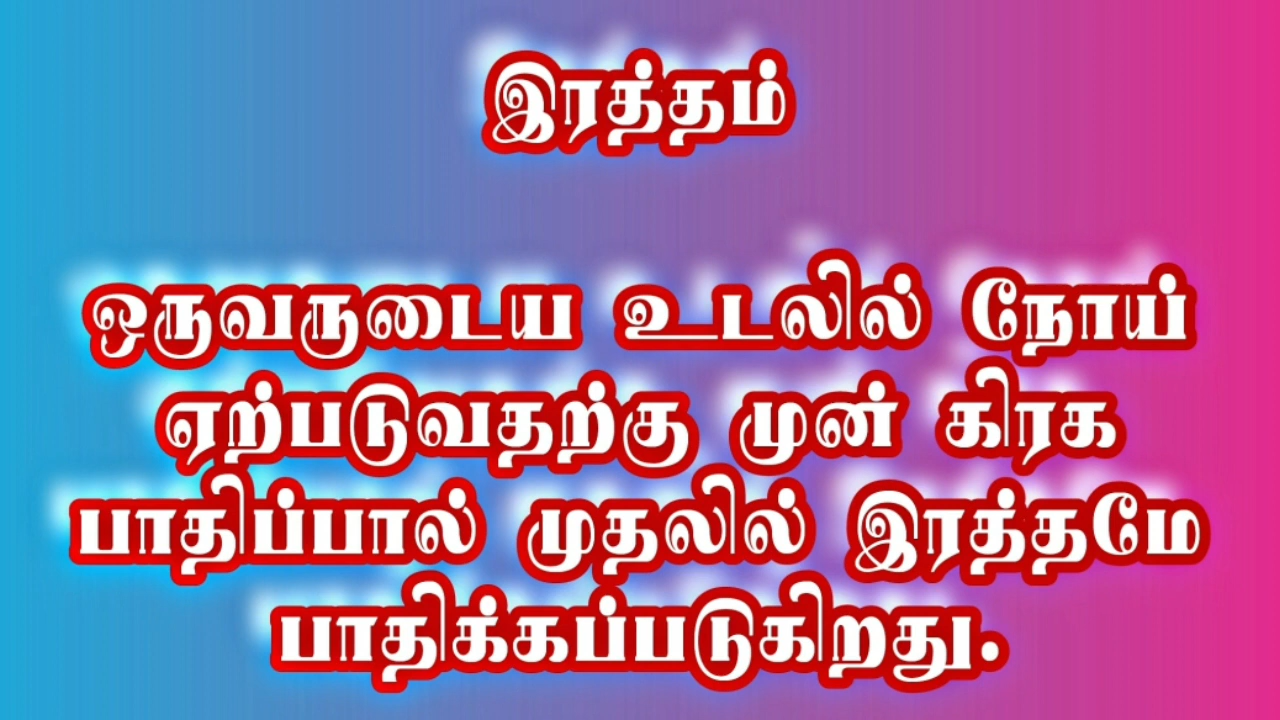 இரத்தம்
ஒருவருடைய உடலில் நோய்
ஏற்படுவதற்கு முன் கிரக
பாதிப்பால் முதலில் இரத்தமே
பாதிக்கப்படுகிறது.